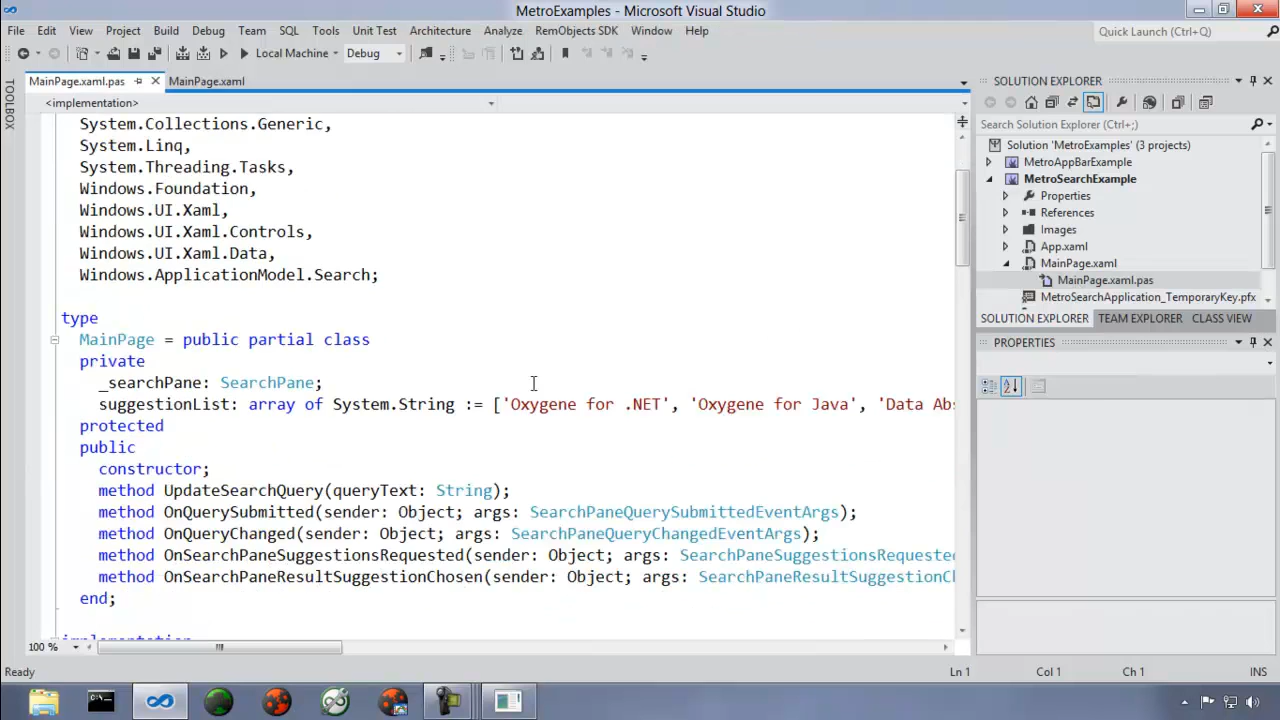 MetroExamples - Microsoft Visual Studio
File Edit View Project Build Debug Team SQL Tools Unit Test Architecture Analyze RemObjects SDK Window Help
Quick Launch (Ctrl+Q)
Local Machine Debug
MainPage.xaml.pas MainPage.xaml
TOOLBOX
<implementation>
System.Collections.Generic,
System.Linq,
System.Threading.Tasks,
Windows.Foundation,
Windows.UI.Xaml,
Windows.UI.Xaml.Controls,
Windows.UI.Xaml.Data,
Windows.ApplicationModel.Search;
type
MainPage = public partial class
private
_searchPane: SearchPane;
suggestionList: array of System.String := ['Oxygene for .NET', 'Oxygene for Java', 'Data Abs
protected
public
constructor;
method UpdateSearchQuery(queryText: String);
method OnQuerySubmitted(sender: Object; args: SearchPaneQuerySubmittedEventArgs);
method OnQueryChanged(sender: Object; args: SearchPaneQueryChangedEventArgs);
method OnSearchPaneSuggestionsRequested(sender: Object; args: SearchPaneSuggestionsRequeste
method OnSearchPaneResultSuggestionChosen(sender: Object; args: SearchPaneResultSuggestionCh
end;
implementation
100 %
SOLUTION EXPLORER
Search Solution Explorer (Ctrl+;)
Solution 'MetroExamples' (3 projects)
MetroAppBarExample
MetroSearchExample
Properties
References
Images
App.xaml
MainPage.xaml
MainPage.xaml.pas
MetroSearchApplication_TemporaryKey.pfx
SOLUTION EXPLORER TEAM EXPLORER CLASS VIEW
PROPERTIES
Ready Ln 1 Col 1 Ch 1 INS